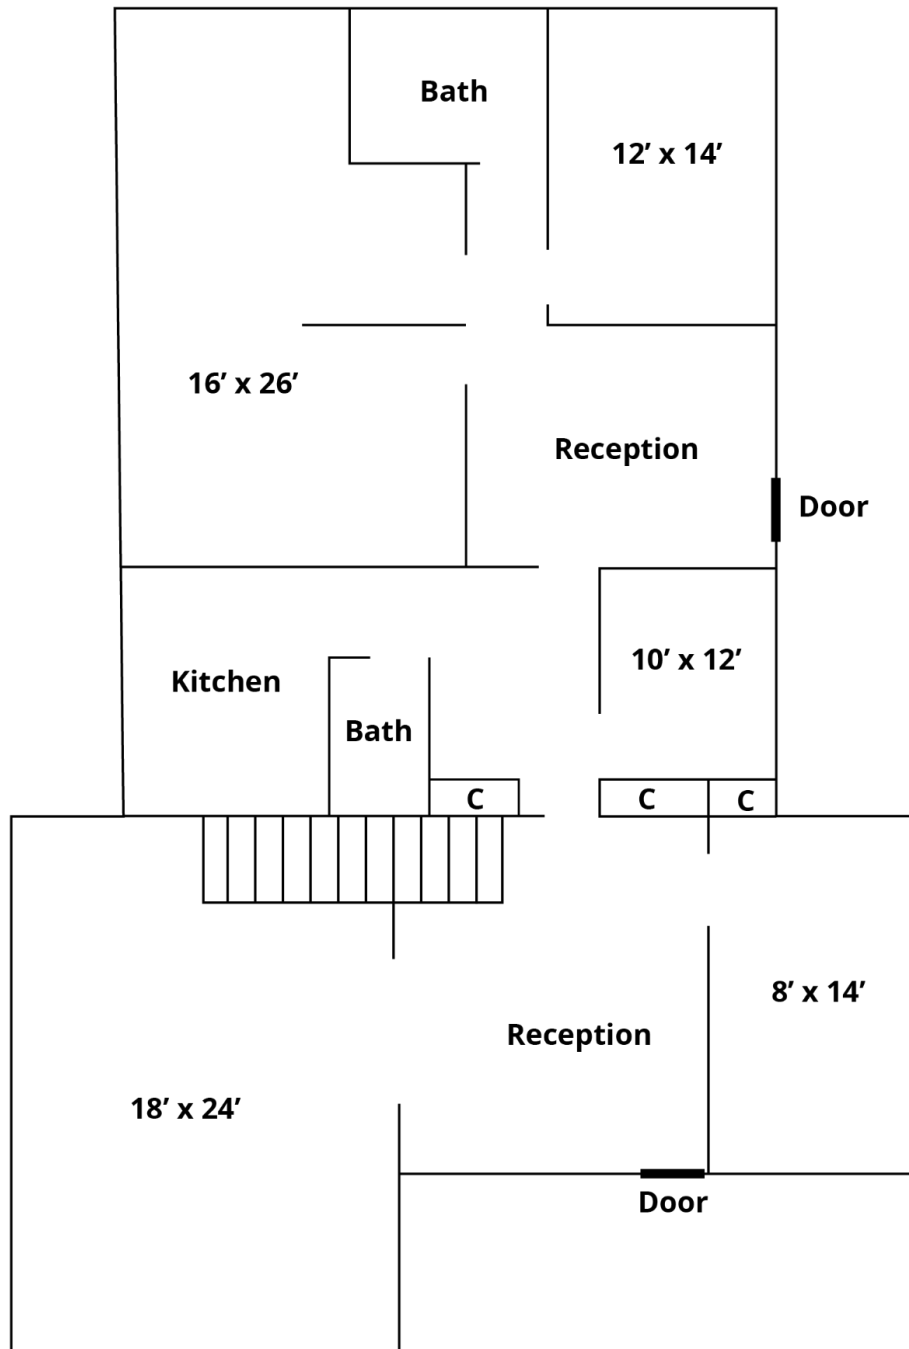 Bath
12’ x 14’
16’ x 26’
Reception
Door
Kitchen
10’ x 12’
Bath
C
C
C
8’ x 14’
Reception
18’ x 24’
Door